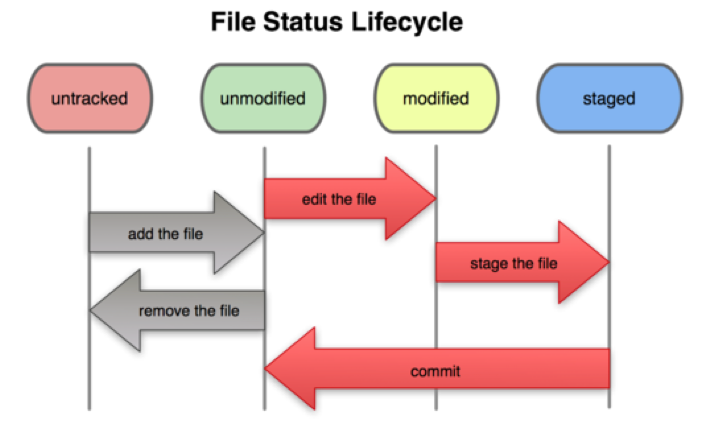 File Status Lifecycle
untracked
unmodified
modified
staged
edit the file
add the file
stage the file
remove the file
commit